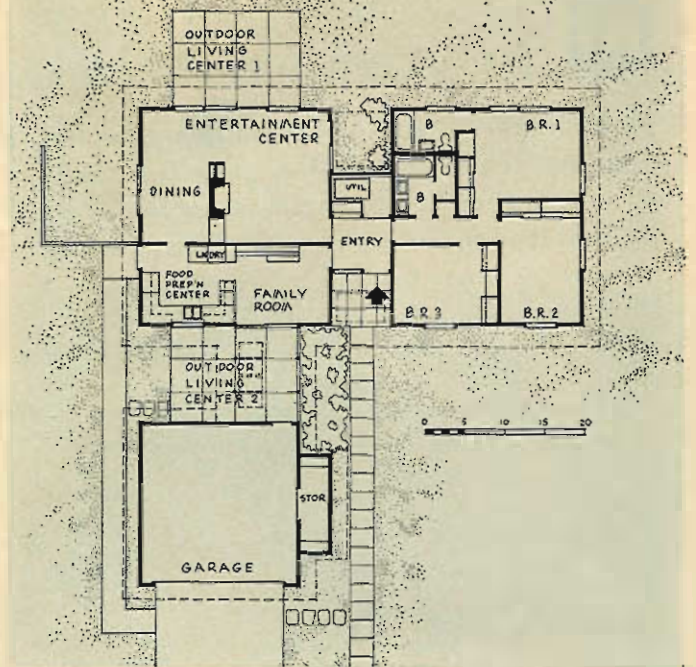 OUTDOOR
LIVING
CENTER 1
ENTERTAINMENT
CENTER
B
B.R.1
DINING
UTIL
B
ENTRY
LNDRY
FOOD
PREP'N
CENTER
FAMILY
ROOM
B.R.3
B.R.2
OUTDOOR
LIVING
CENTER 2
0 5 10 15 20
STOR
GARAGE